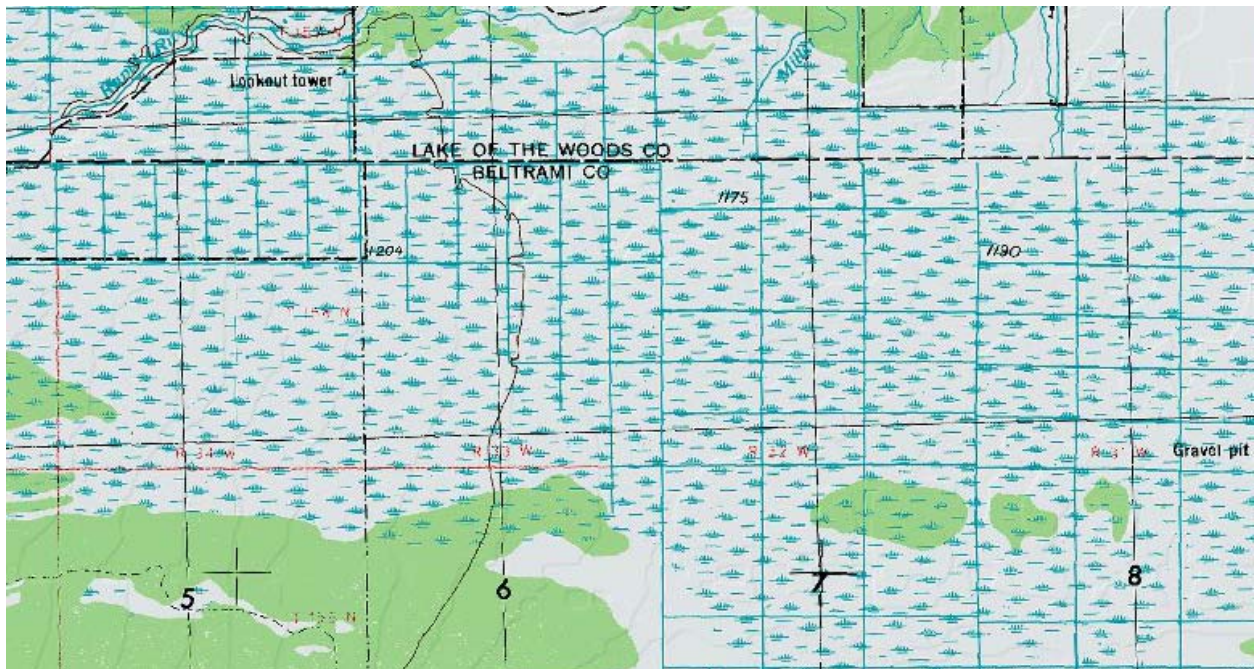 Lookout tower
Millr
LAKE OF THE WOODS CO
BELTRAMI CO
1175
1204
1190
R 34 W
R 33 W
R 32 W
R 31 W
Gravel pit
5
6
7
8